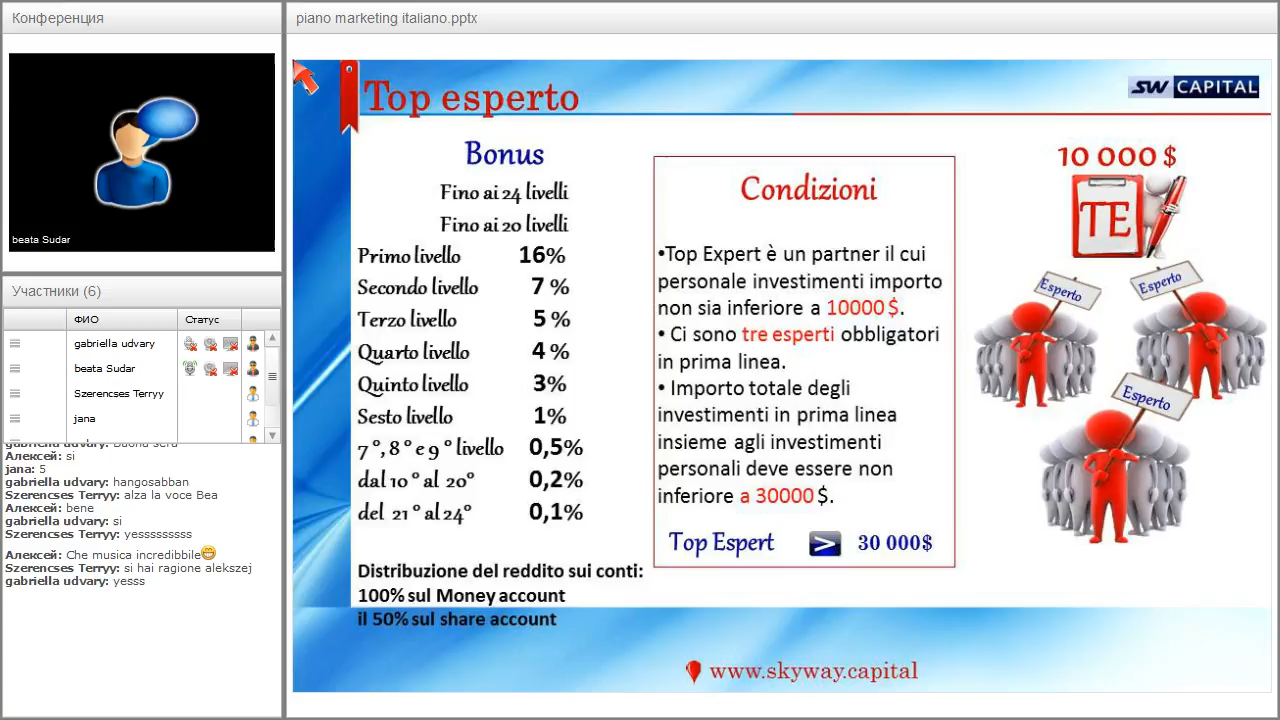 Конференция
beata Sudar
Участники (6)
ФИО
Статус
gabriella udvary
beata Sudar
Szerencses Terryy
jana
Алексей: si
jana: 5
gabriella udvary: hangosabban
Szerencses Terryy: alza la voce Bea
Алексей: bene
gabriella udvary: si
Szerencses Terryy: yesssssssss
Алексей: Che musica incredibbile
Szerencses Terryy: si hai ragione alekszej
gabriella udvary: yesss
piano marketing italiano.pptx
Top esperto
SW CAPITAL
Bonus
Fino ai 24 livelli
Fino ai 20 livelli
Primo livello 16%
Secondo livello 7 %
Terzo livello 5 %
Quarto livello 4 %
Quinto livello 3%
Sesto livello 1%
7°, 8° e 9° livello 0,5%
dal 10° al 20° 0,2%
del 21° al 24° 0,1%
Distribuzione del reddito sui conti:
100% sul Money account
il 50% sul share account
Condizioni
•Top Expert è un partner il cui
personale investimenti importo
non sia inferiore a 10000 $.
• Ci sono tre esperti obbligatori
in prima linea.
• Importo totale degli
investimenti in prima linea
insieme agli investimenti
personali deve essere non
inferiore a 30000 $.
Top Espert > 30 000$
10 000 $
TE
Esperto
Esperto
Esperto
www.skyway.capital